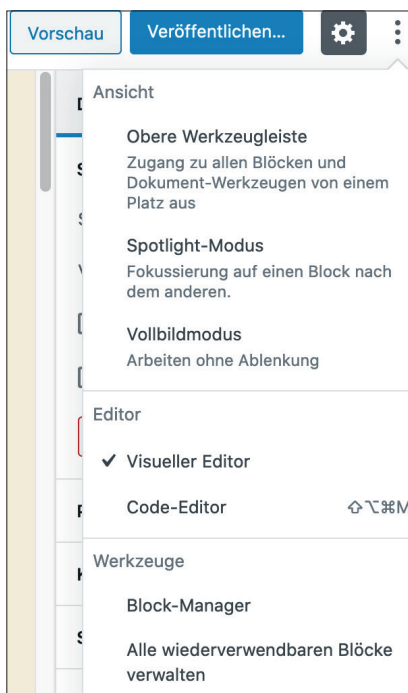 Vorschau
Veröffentlichen...
Ansicht
Obere Werkzeugleiste
Zugang zu allen Blöcken und
Dokument-Werkzeugen von einem
Platz aus
Spotlight-Modus
Fokussierung auf einen Block nach
dem anderen.
Vollbildmodus
Arbeiten ohne Ablenkung
Editor
✓ Visueller Editor
Code-Editor ⇧⌥⌘M
Werkzeuge
Block-Manager
Alle wiederverwendbaren Blöcke
verwalten